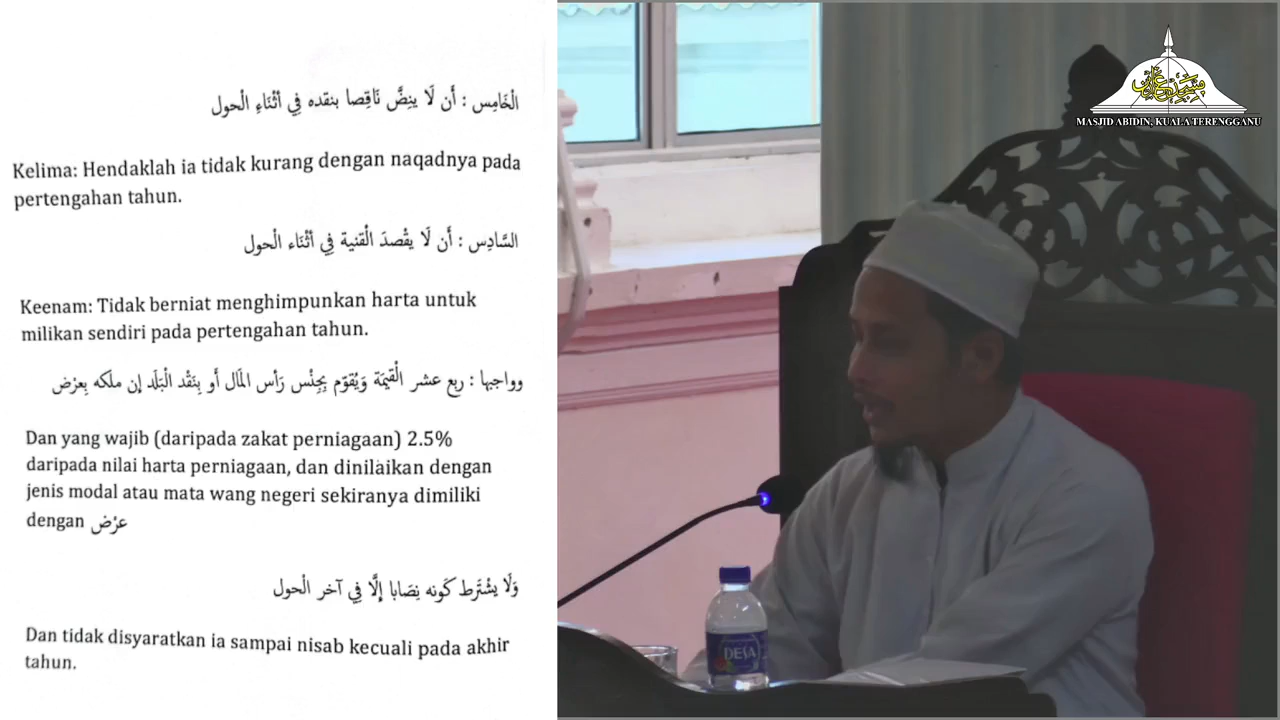 الْخَامِس : أَن لَا يَنِضَّ نَاقِصا بنقده فِي أثْنَاءِ الْحول
Kelima: Hendaklah ia tidak kurang dengan naqadnya pada
pertengahan tahun.
السَّادِس : أَن لَا يقْصدَ الْقنية فِي أثْنَاء الْحول
Keenam: Tidak berniat menghimpunkan harta untuk
milikan sendiri pada pertengahan tahun.
وواجبها : ربع عشر الْقيمَة وَيُقَوّم بِجِنْس رَأس المَال أَو بِنَقْد الْبَلَد إِن ملكه بِعرْض
Dan yang wajib (daripada zakat perniagaan) 2.5%
daripada nilai harta perniagaan, dan dinilaikan dengan
jenis modal atau mata wang negeri sekiranya dimiliki
dengan عرْض
وَلَا يشْتَرط كَونه نِصَابا إِلَّا فِي آخر الْحول
Dan tidak disyaratkan ia sampai nisab kecuali pada akhir
tahun.
مسجد عابدين
MASJID ABIDIN, KUALA TERENGGANU
DESA